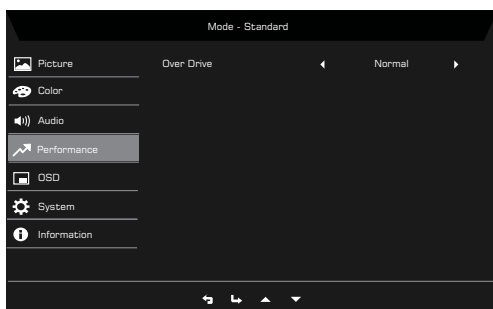 Mode - Standard
Picture
Over Drive Normal
Color
Audio
Performance
OSD
System
Information